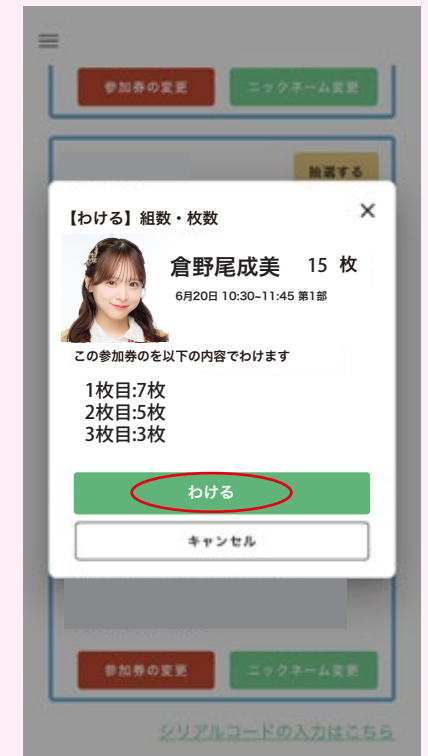 参加券の変更
ニックネーム変更
抽選する
【わける】組数・枚数
×
倉野尾成美 15 枚
6月20日 10:30~11:45 第1部
この参加券のを以下の内容でわけます
1枚目:7枚
2枚目:5枚
3枚目:3枚
わける
キャンセル
参加券の変更
ニックネーム変更
シリアルコードの入力はこちら